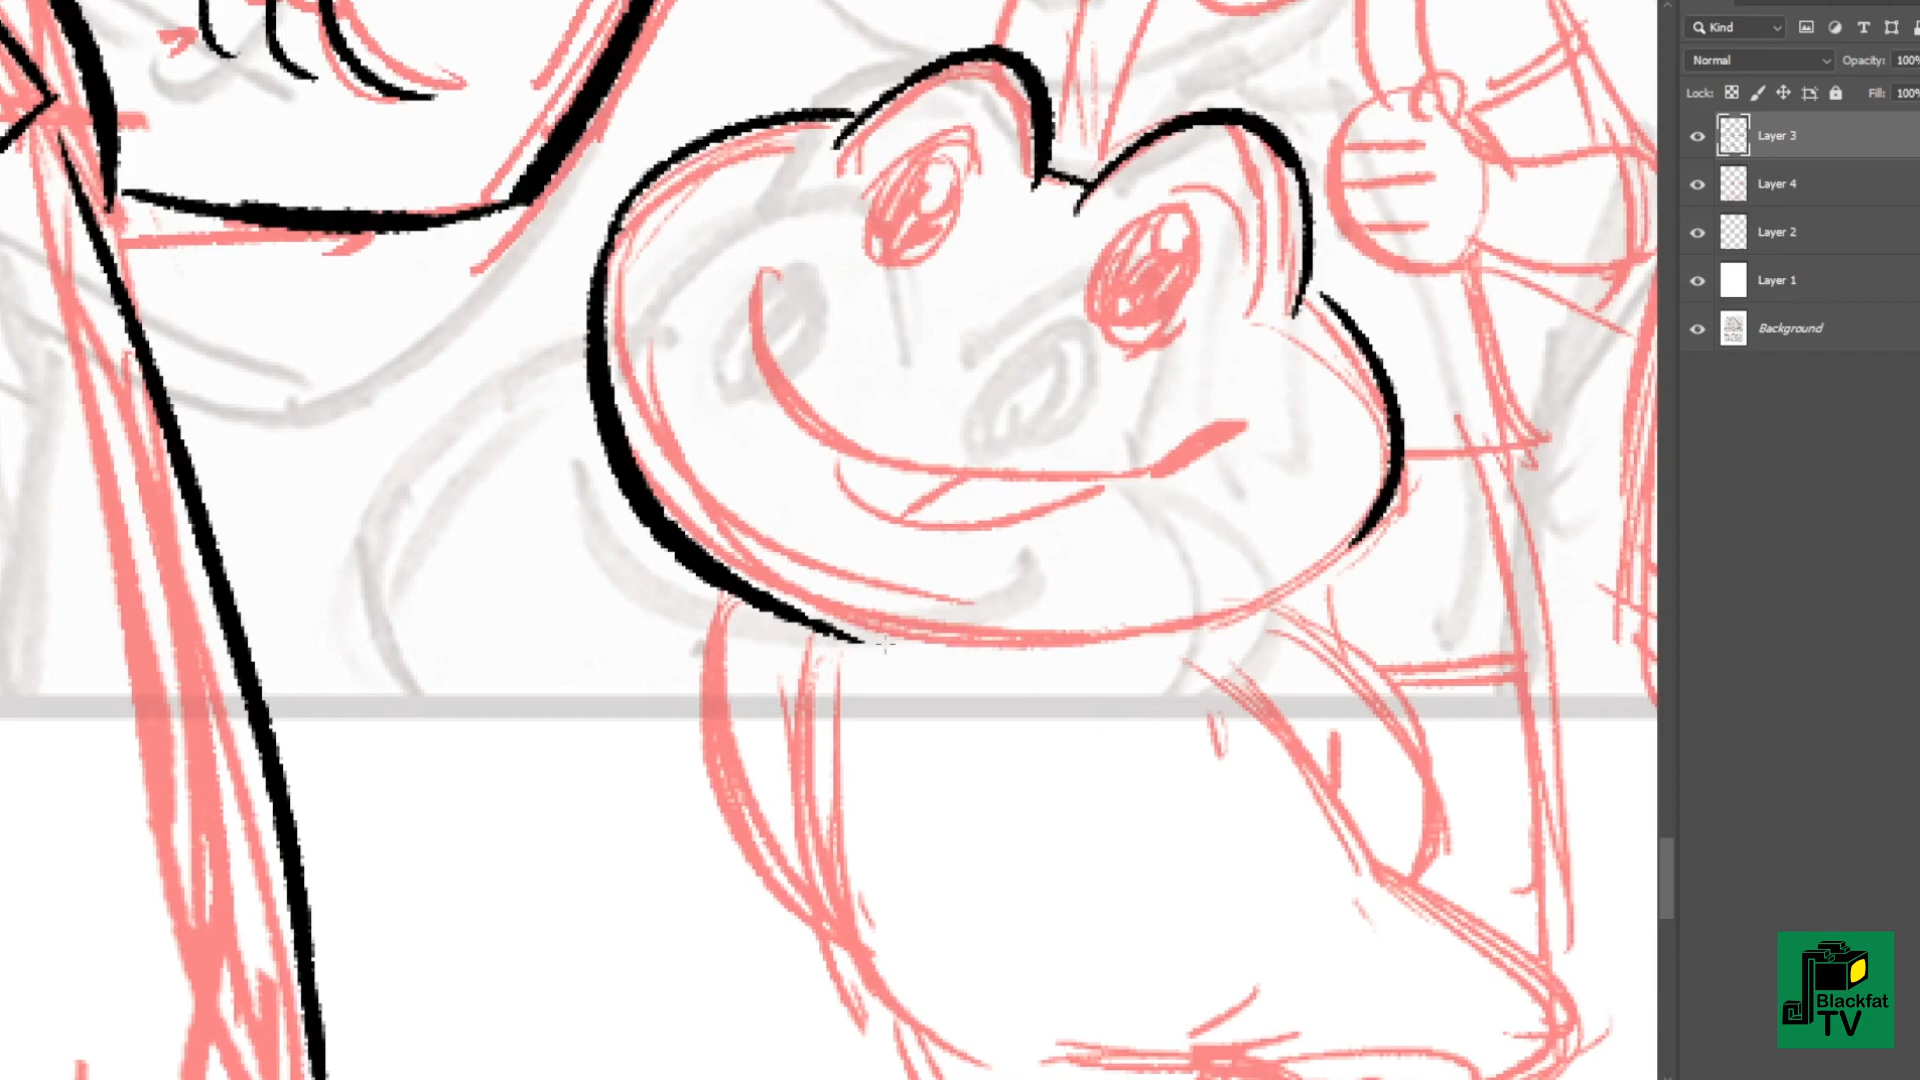 Kind
Normal
Opacity: 100%
Lock:
Fill: 100%
Layer 3
Layer 4
Layer 2
Layer 1
Background
Blackfat
TV